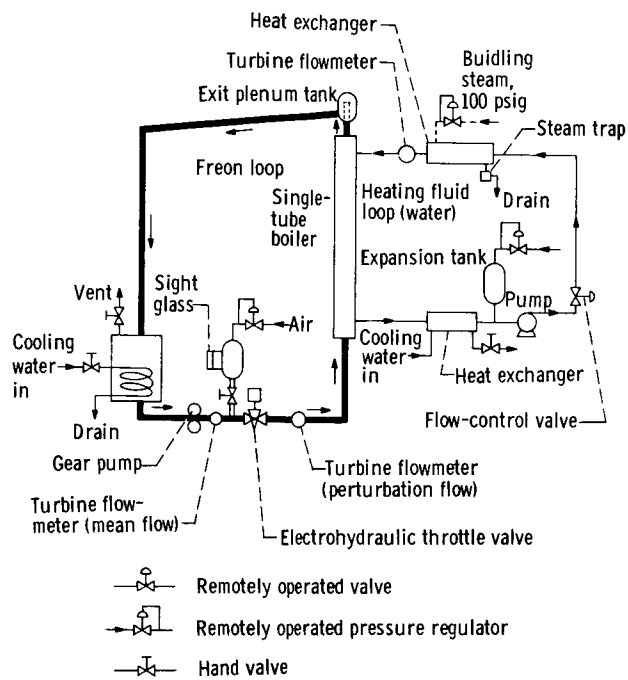 Heat exchanger
Turbine flowmeter
Buidling
steam,
100 psig
Exit plenum tank
Steam trap
Freon loop
Single-
tube
boiler
Heating fluid
loop (water)
Drain
Expansion tank
Sight
glass
Vent
Air
Pump
Cooling
water
in
Cooling
water
in
Heat exchanger
Drain
Flow-control valve
Gear pump
Turbine flowmeter
(perturbation flow)
Turbine flow-
meter (mean flow)
Electrohydraulic throttle valve
Remotely operated valve
Remotely operated pressure regulator
Hand valve